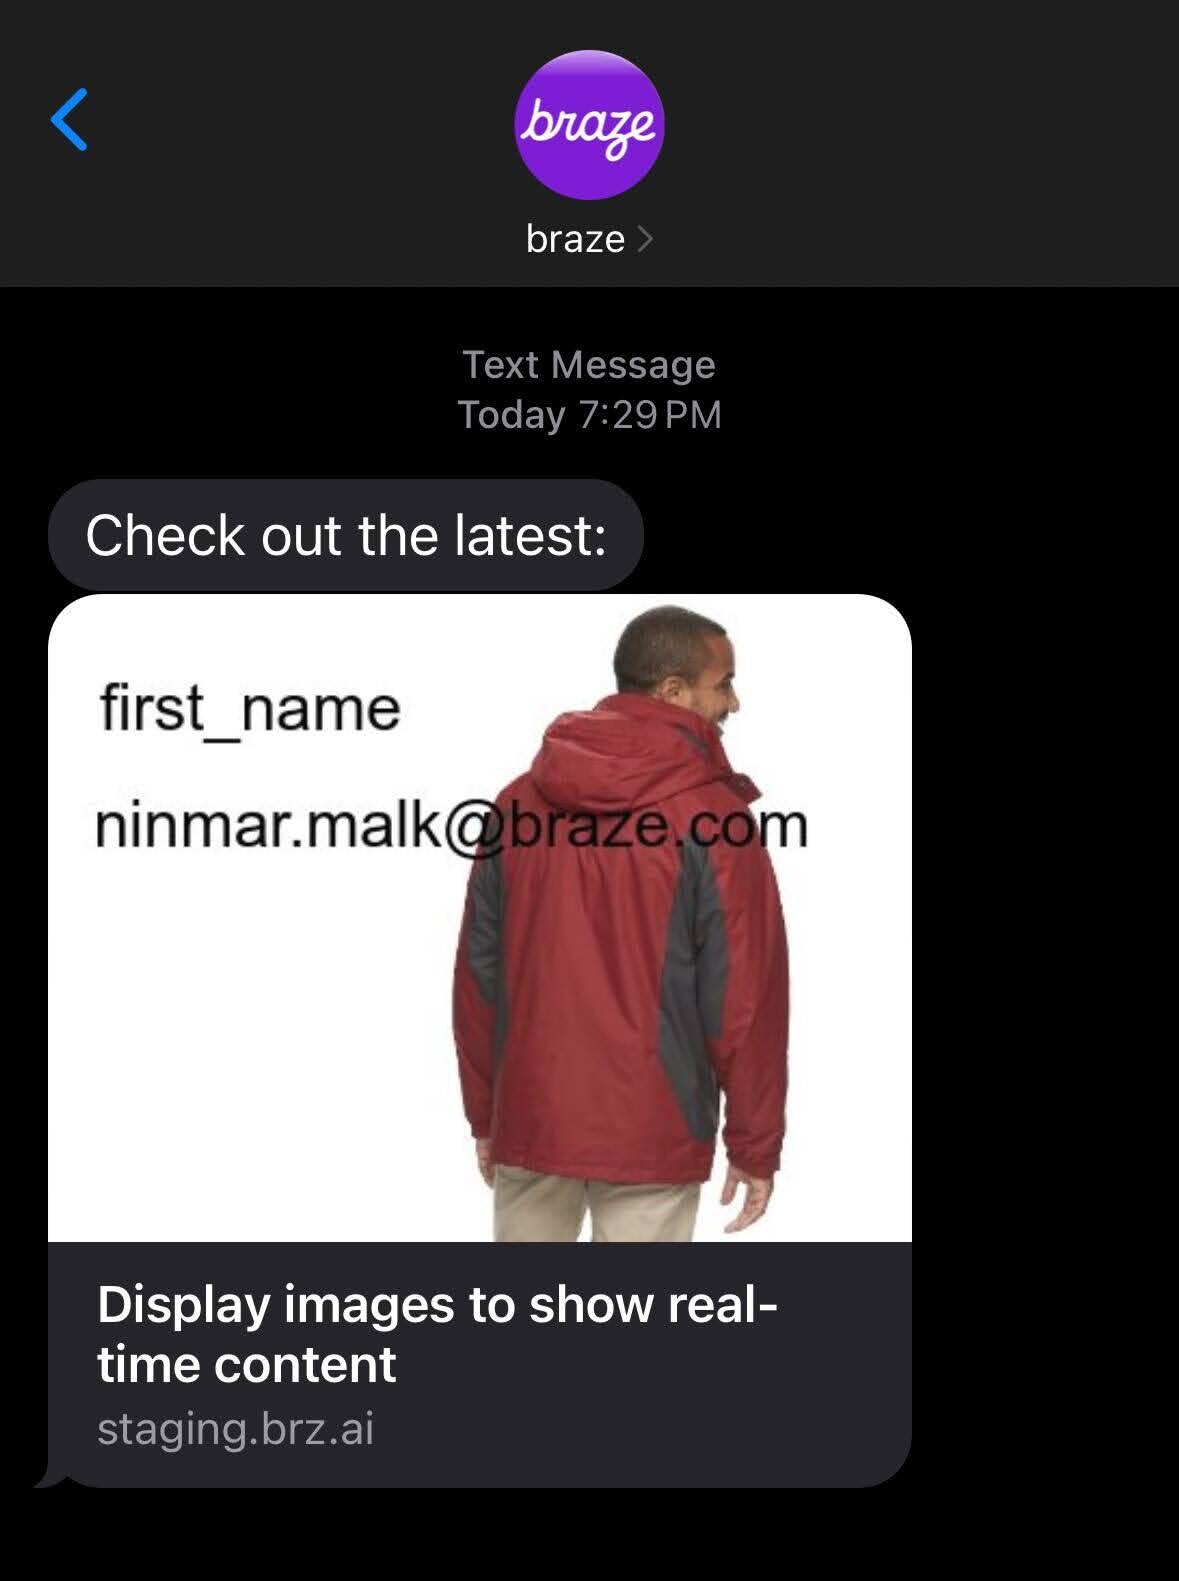 braze
braze
Text Message
Today 7:29 PM
Check out the latest:
first_name
ninmar.malk@braze.com
Display images to show real-
time content
staging.brz.ai